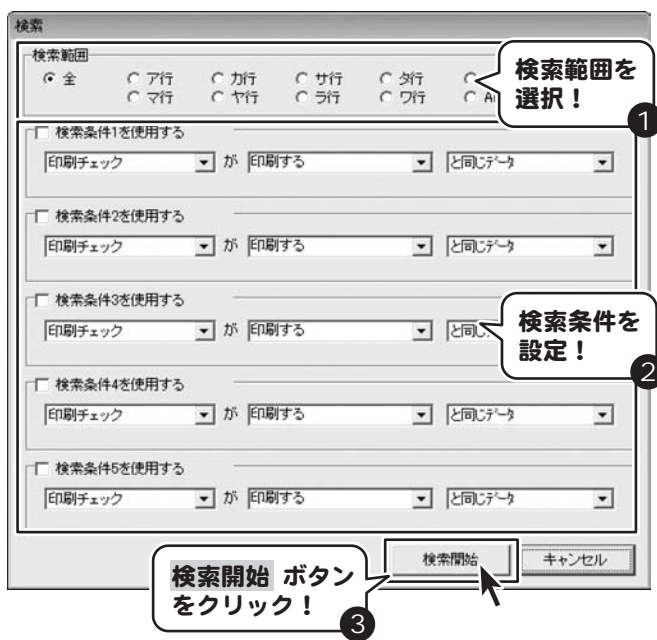 検索
検索範囲
全 ア行 カ行 サ行 タ行
マ行 ヤ行 ラ行 ワ行
検索範囲を
選択！
1
検索条件1を使用する
印刷チェック が 印刷する と同じデータ
検索条件2を使用する
印刷チェック が 印刷する と同じデータ
検索条件3を使用する
印刷チェック が 印刷する と同じ
検索条件を
設定！
2
検索条件4を使用する
印刷チェック が 印刷する と同じデータ
検索条件5を使用する
印刷チェック が 印刷する と同じデータ
検索開始 キャンセル
検索開始 ボタン
をクリック！
3